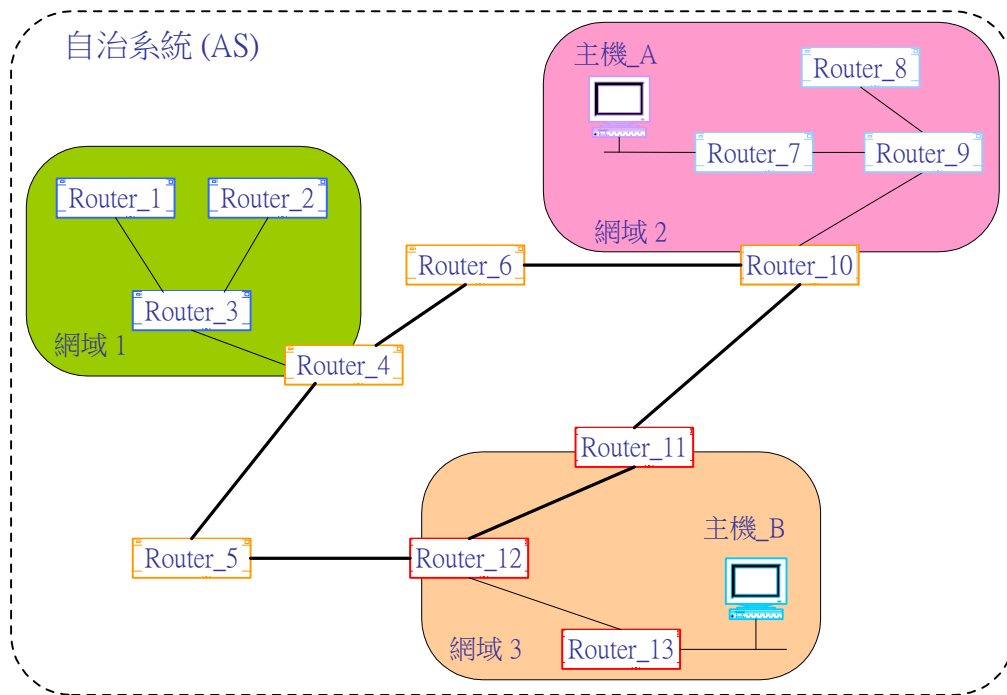 自治系統 (AS)
主機_A
Router_8
Router_7
Router_9
網域 2
Router_1
Router_2
Router_3
網域 1
Router_6
Router_10
Router_4
Router_11
Router_5
Router_12
主機_B
Router_13
網域 3